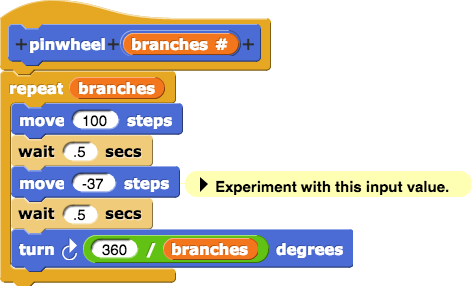 +pinwheel+ branches # +
repeat branches
move 100 steps
wait .5 secs
move -37 steps Experiment with this input value.
wait .5 secs
turn 360 / branches degrees